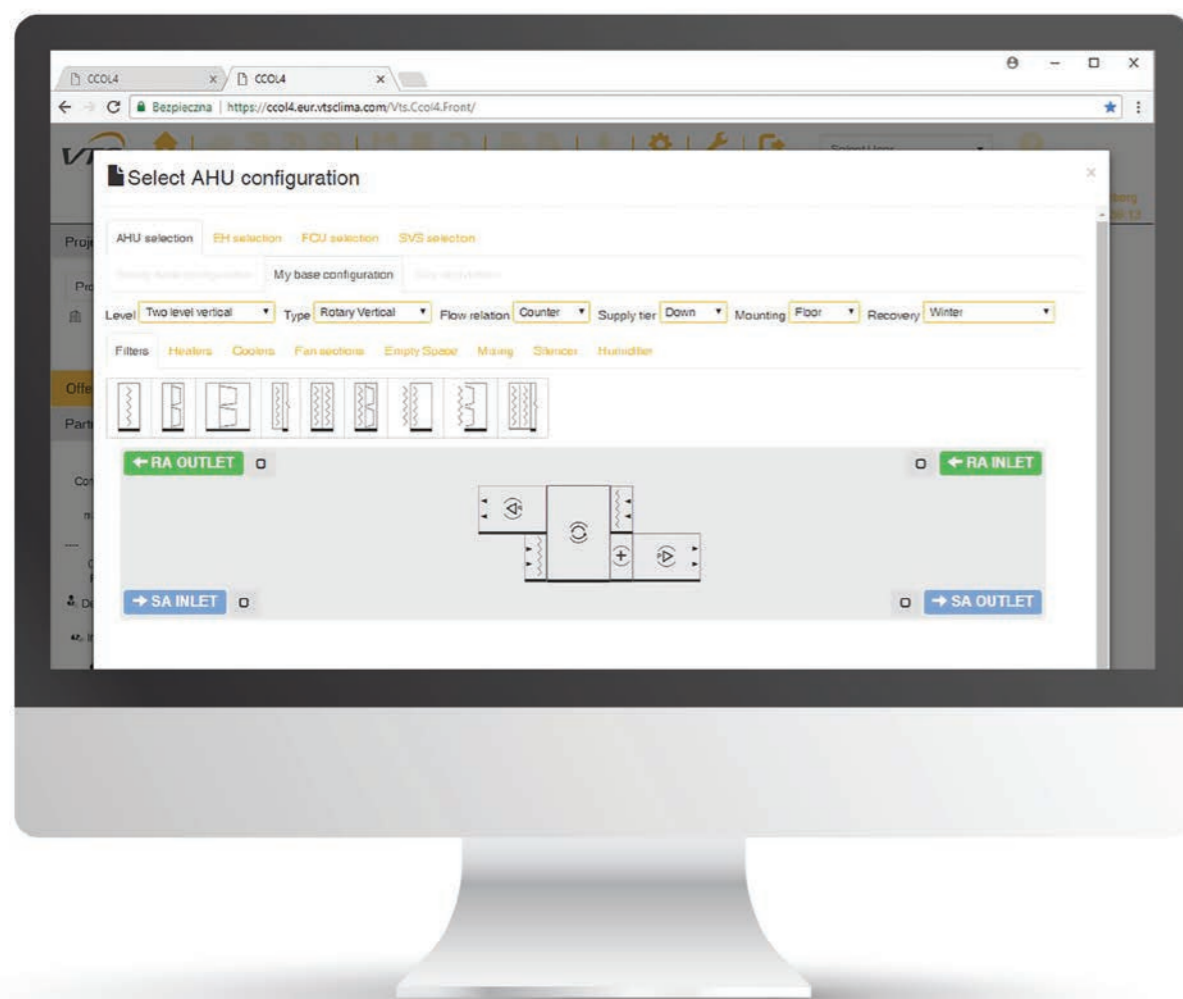 CCOL4
CCOL4
Bezpieczna | https://ccol4.eur.vtsclima.com/Vts.Ccol4.Front/
Select User
Select AHU configuration
AHU selection EH selection FCU selection SVS selection
My base configuration
Level Two level vertical Type Rotary Vertical Flow relation Counter Supply tier Down Mounting Floor Recovery Winter
Filters Heaters Coolers Fan sections Empty Space Mixing Silencer Humidifier
RA OUTLET
RA INLET
SA INLET
SA OUTLET